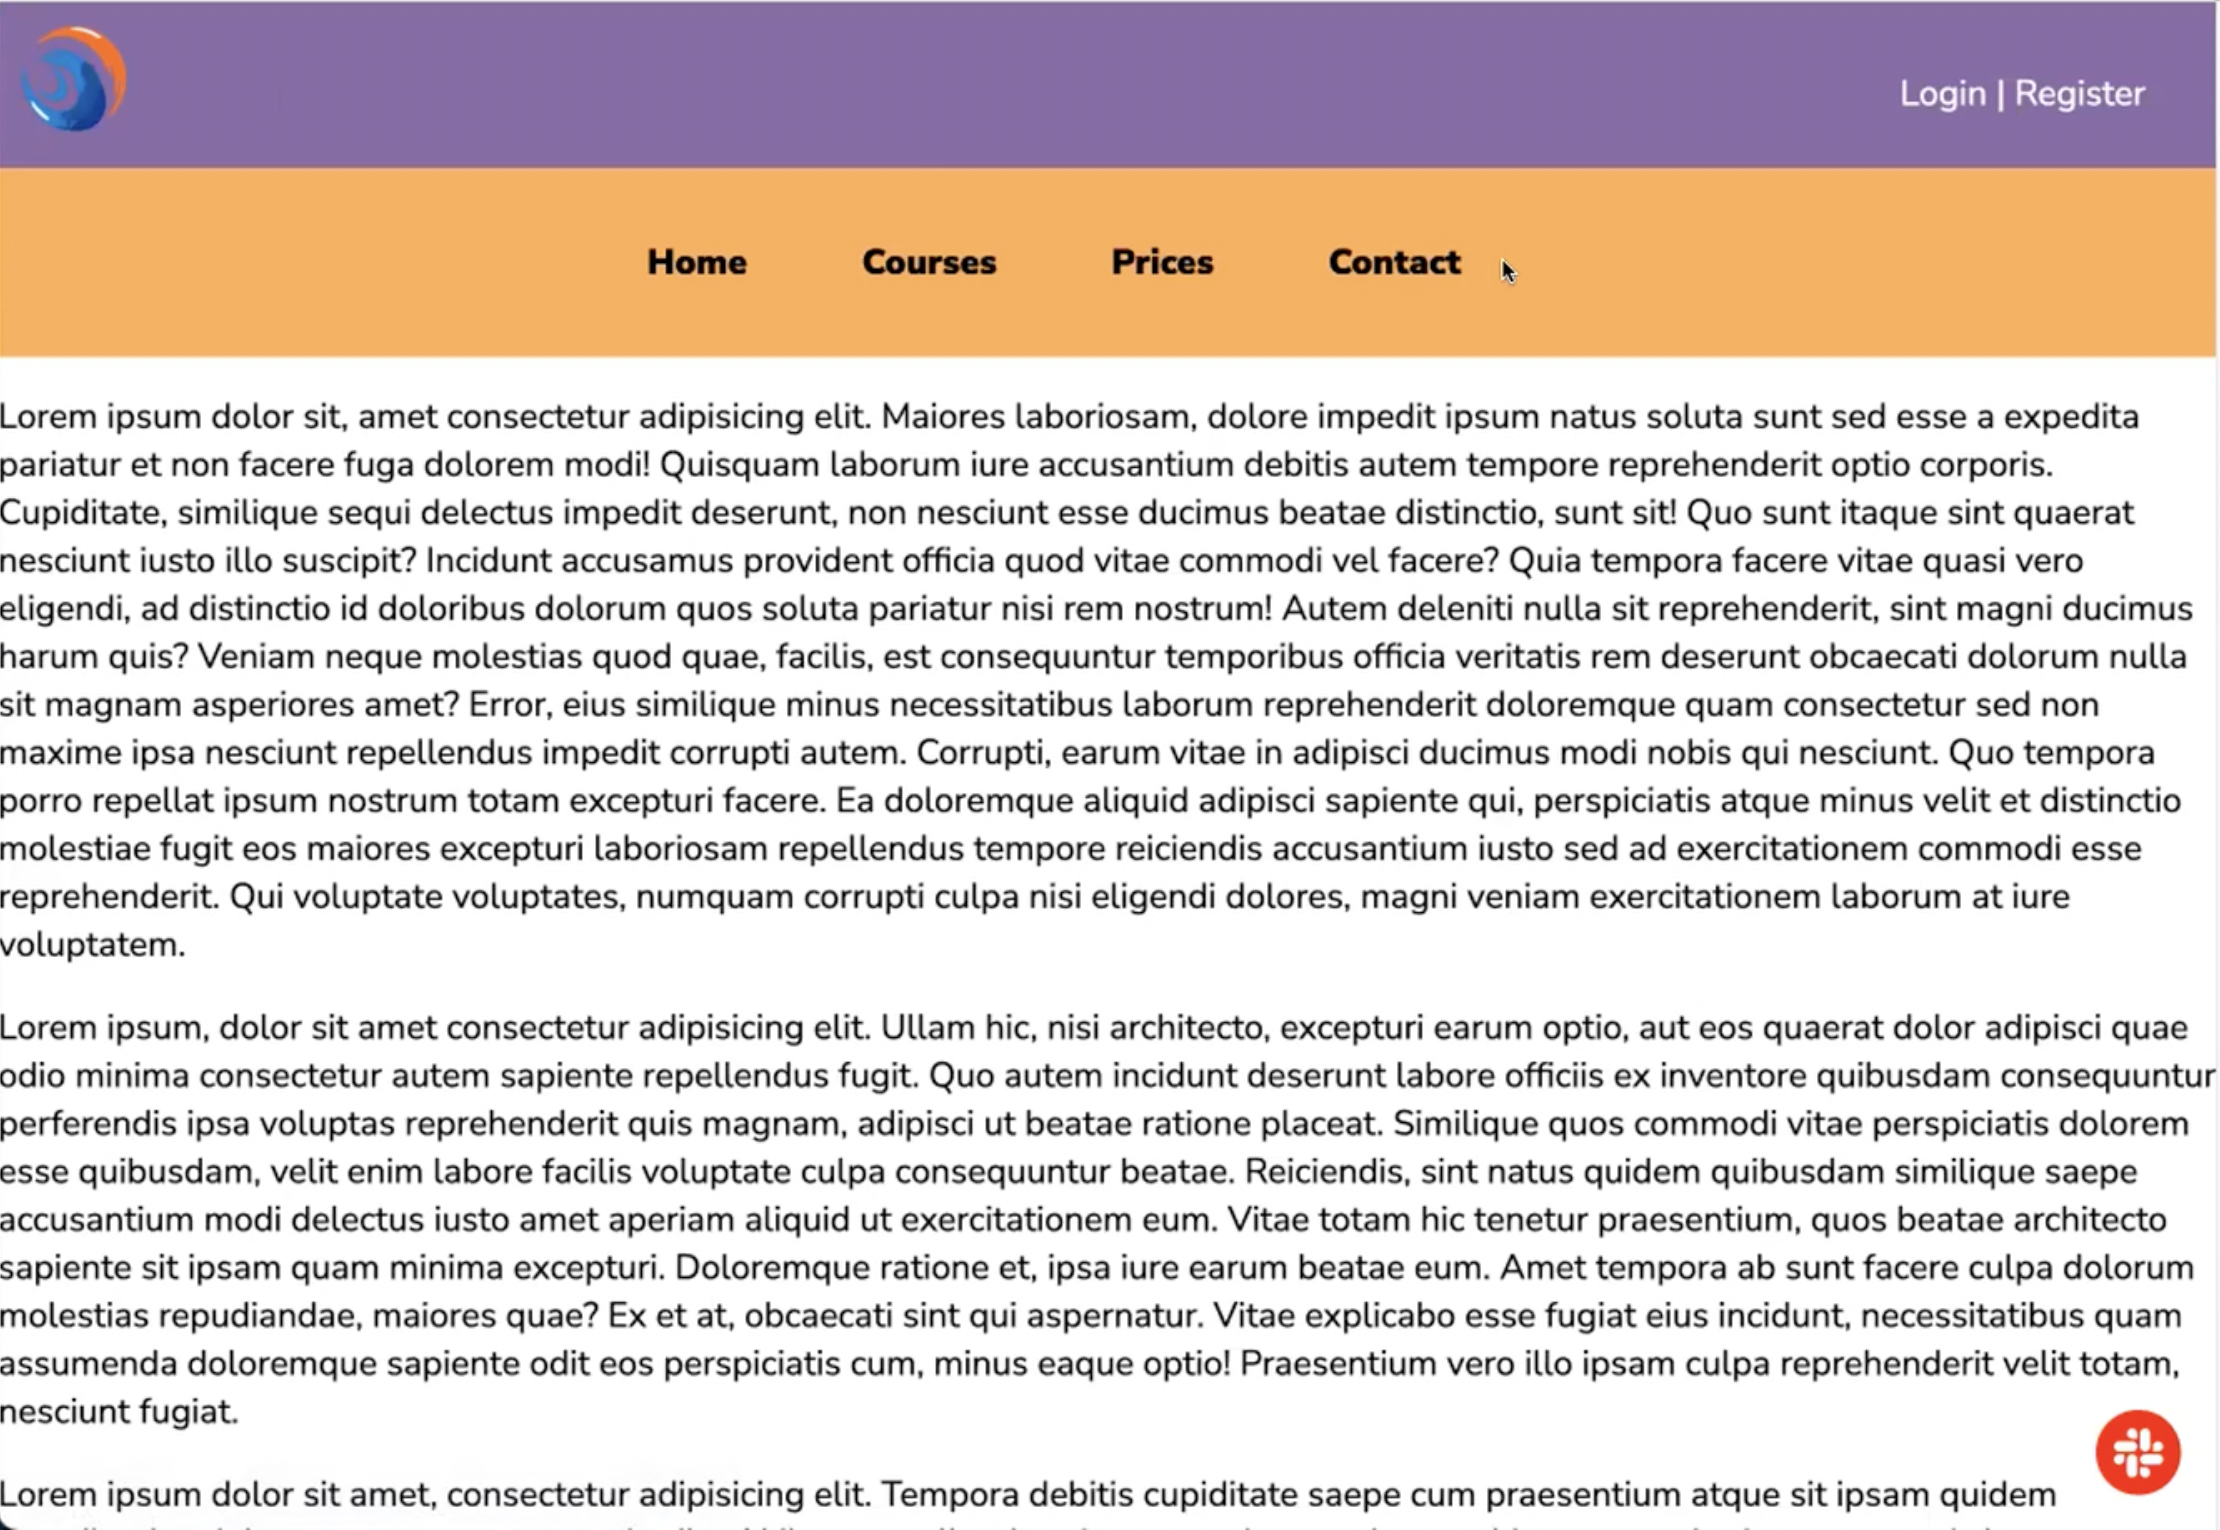 Login | Register
Home Courses Prices Contact
Lorem ipsum dolor sit, amet consectetur adipisicing elit. Maiores laboriosam, dolore impedit ipsum natus soluta sunt sed esse a expedita
pariatur et non facere fuga dolorem modi! Quisquam laborum iure accusantium debitis autem tempore reprehenderit optio corporis.
Cupiditate, similique sequi delectus impedit deserunt, non nesciunt esse ducimus beatae distinctio, sunt sit! Quo sunt itaque sint quaerat
nesciunt iusto illo suscipit? Incidunt accusamus provident officia quod vitae commodi vel facere? Quia tempora facere vitae quasi vero
eligendi, ad distinctio id doloribus dolorum quos soluta pariatur nisi rem nostrum! Autem deleniti nulla sit reprehenderit, sint magni ducimus
harum quis? Veniam neque molestias quod quae, facilis, est consequuntur temporibus officia veritatis rem deserunt obcaecati dolorum nulla
sit magnam asperiores amet? Error, eius similique minus necessitatibus laborum reprehenderit doloremque quam consectetur sed non
maxime ipsa nesciunt repellendus impedit corrupti autem. Corrupti, earum vitae in adipisci ducimus modi nobis qui nesciunt. Quo tempora
porro repellat ipsum nostrum totam excepturi facere. Ea doloremque aliquid adipisci sapiente qui, perspiciatis atque minus velit et distinctio
molestiae fugit eos maiores excepturi laboriosam repellendus tempore reiciendis accusantium iusto sed ad exercitationem commodi esse
reprehenderit. Qui voluptate voluptates, numquam corrupti culpa nisi eligendi dolores, magni veniam exercitationem laborum at iure
voluptatem.
Lorem ipsum, dolor sit amet consectetur adipisicing elit. Ullam hic, nisi architecto, excepturi earum optio, aut eos quaerat dolor adipisci quae
odio minima consectetur autem sapiente repellendus fugit. Quo autem incidunt deserunt labore officiis ex inventore quibusdam consequuntur
perferendis ipsa voluptas reprehenderit quis magnam, adipisci ut beatae ratione placeat. Similique quos commodi vitae perspiciatis dolorem
esse quibusdam, velit enim labore facilis voluptate culpa consequuntur beatae. Reiciendis, sint natus quidem quibusdam similique saepe
accusantium modi delectus iusto amet aperiam aliquid ut exercitationem eum. Vitae totam hic tenetur praesentium, quos beatae architecto
sapiente sit ipsam quam minima excepturi. Doloremque ratione et, ipsa iure earum beatae eum. Amet tempora ab sunt facere culpa dolorum
molestias repudiandae, maiores quae? Ex et at, obcaecati sint qui aspernatur. Vitae explicabo esse fugiat eius incidunt, necessitatibus quam
assumenda doloremque sapiente odit eos perspiciatis cum, minus eaque optio! Praesentium vero illo ipsam culpa reprehenderit velit totam,
nesciunt fugiat.
Lorem ipsum dolor sit amet, consectetur adipisicing elit. Tempora debitis cupiditate saepe cum praesentium atque sit ipsam quidem